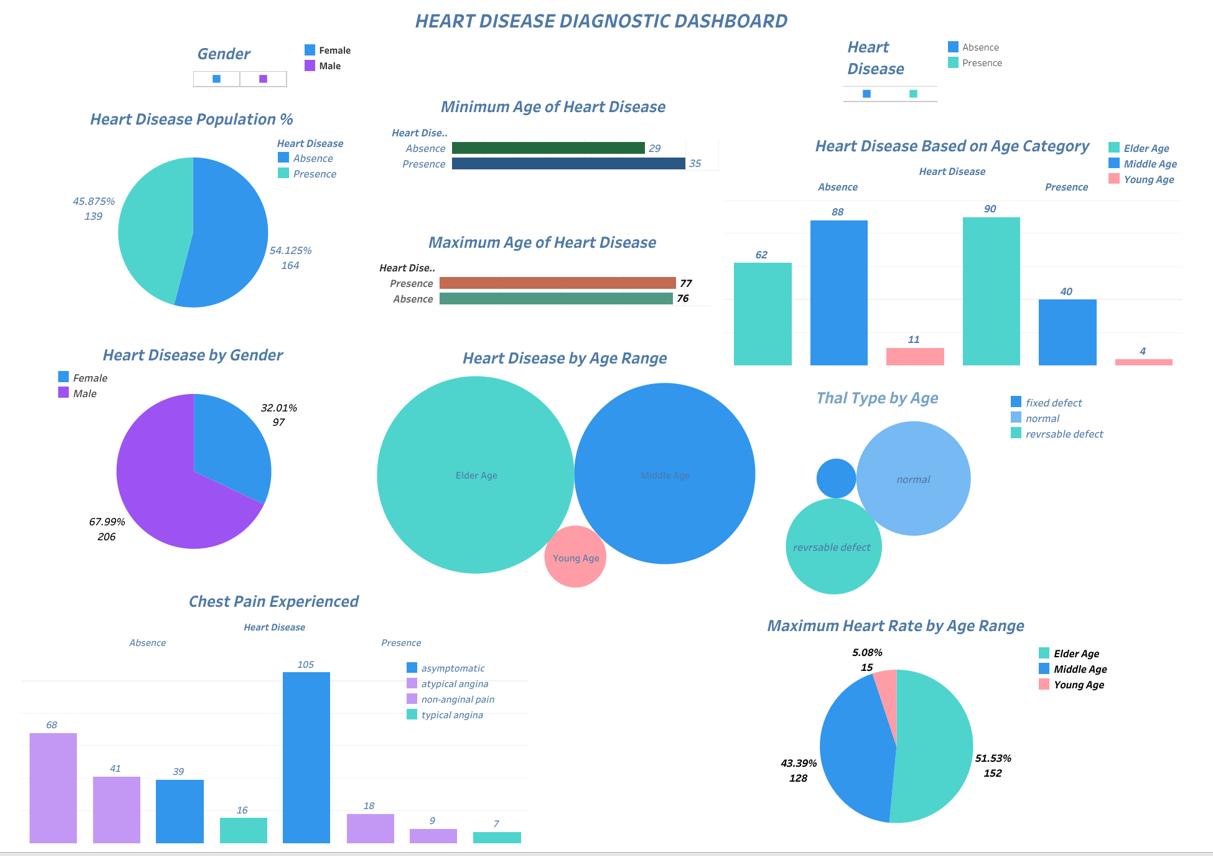 HEART DISEASE DIAGNOSTIC DASHBOARD
Gender
Female
Male
Heart
Disease
Absence
Presence
Heart Disease Population %
Heart Disease
Absence
Presence
45.875%
139
54.125%
164
Minimum Age of Heart Disease
Heart Dise..
Absence
29
Presence
35
Maximum Age of Heart Disease
Heart Dise..
Presence
77
Absence
76
Heart Disease Based on Age Category
Elder Age
Middle Age
Young Age
Heart Disease
Absence
Presence
62
88
11
90
40
4
Heart Disease by Gender
Female
Male
32.01%
97
67.99%
206
Heart Disease by Age Range
Elder Age
Middle Age
Young Age
Thal Type by Age
fixed defect
normal
revrsable defect
normal
revrsable defect
Chest Pain Experienced
Heart Disease
Absence
Presence
asymptomatic
atypical angina
non-anginal pain
typical angina
68
41
39
16
105
18
9
7
Maximum Heart Rate by Age Range
Elder Age
Middle Age
Young Age
5.08%
15
43.39%
128
51.53%
152